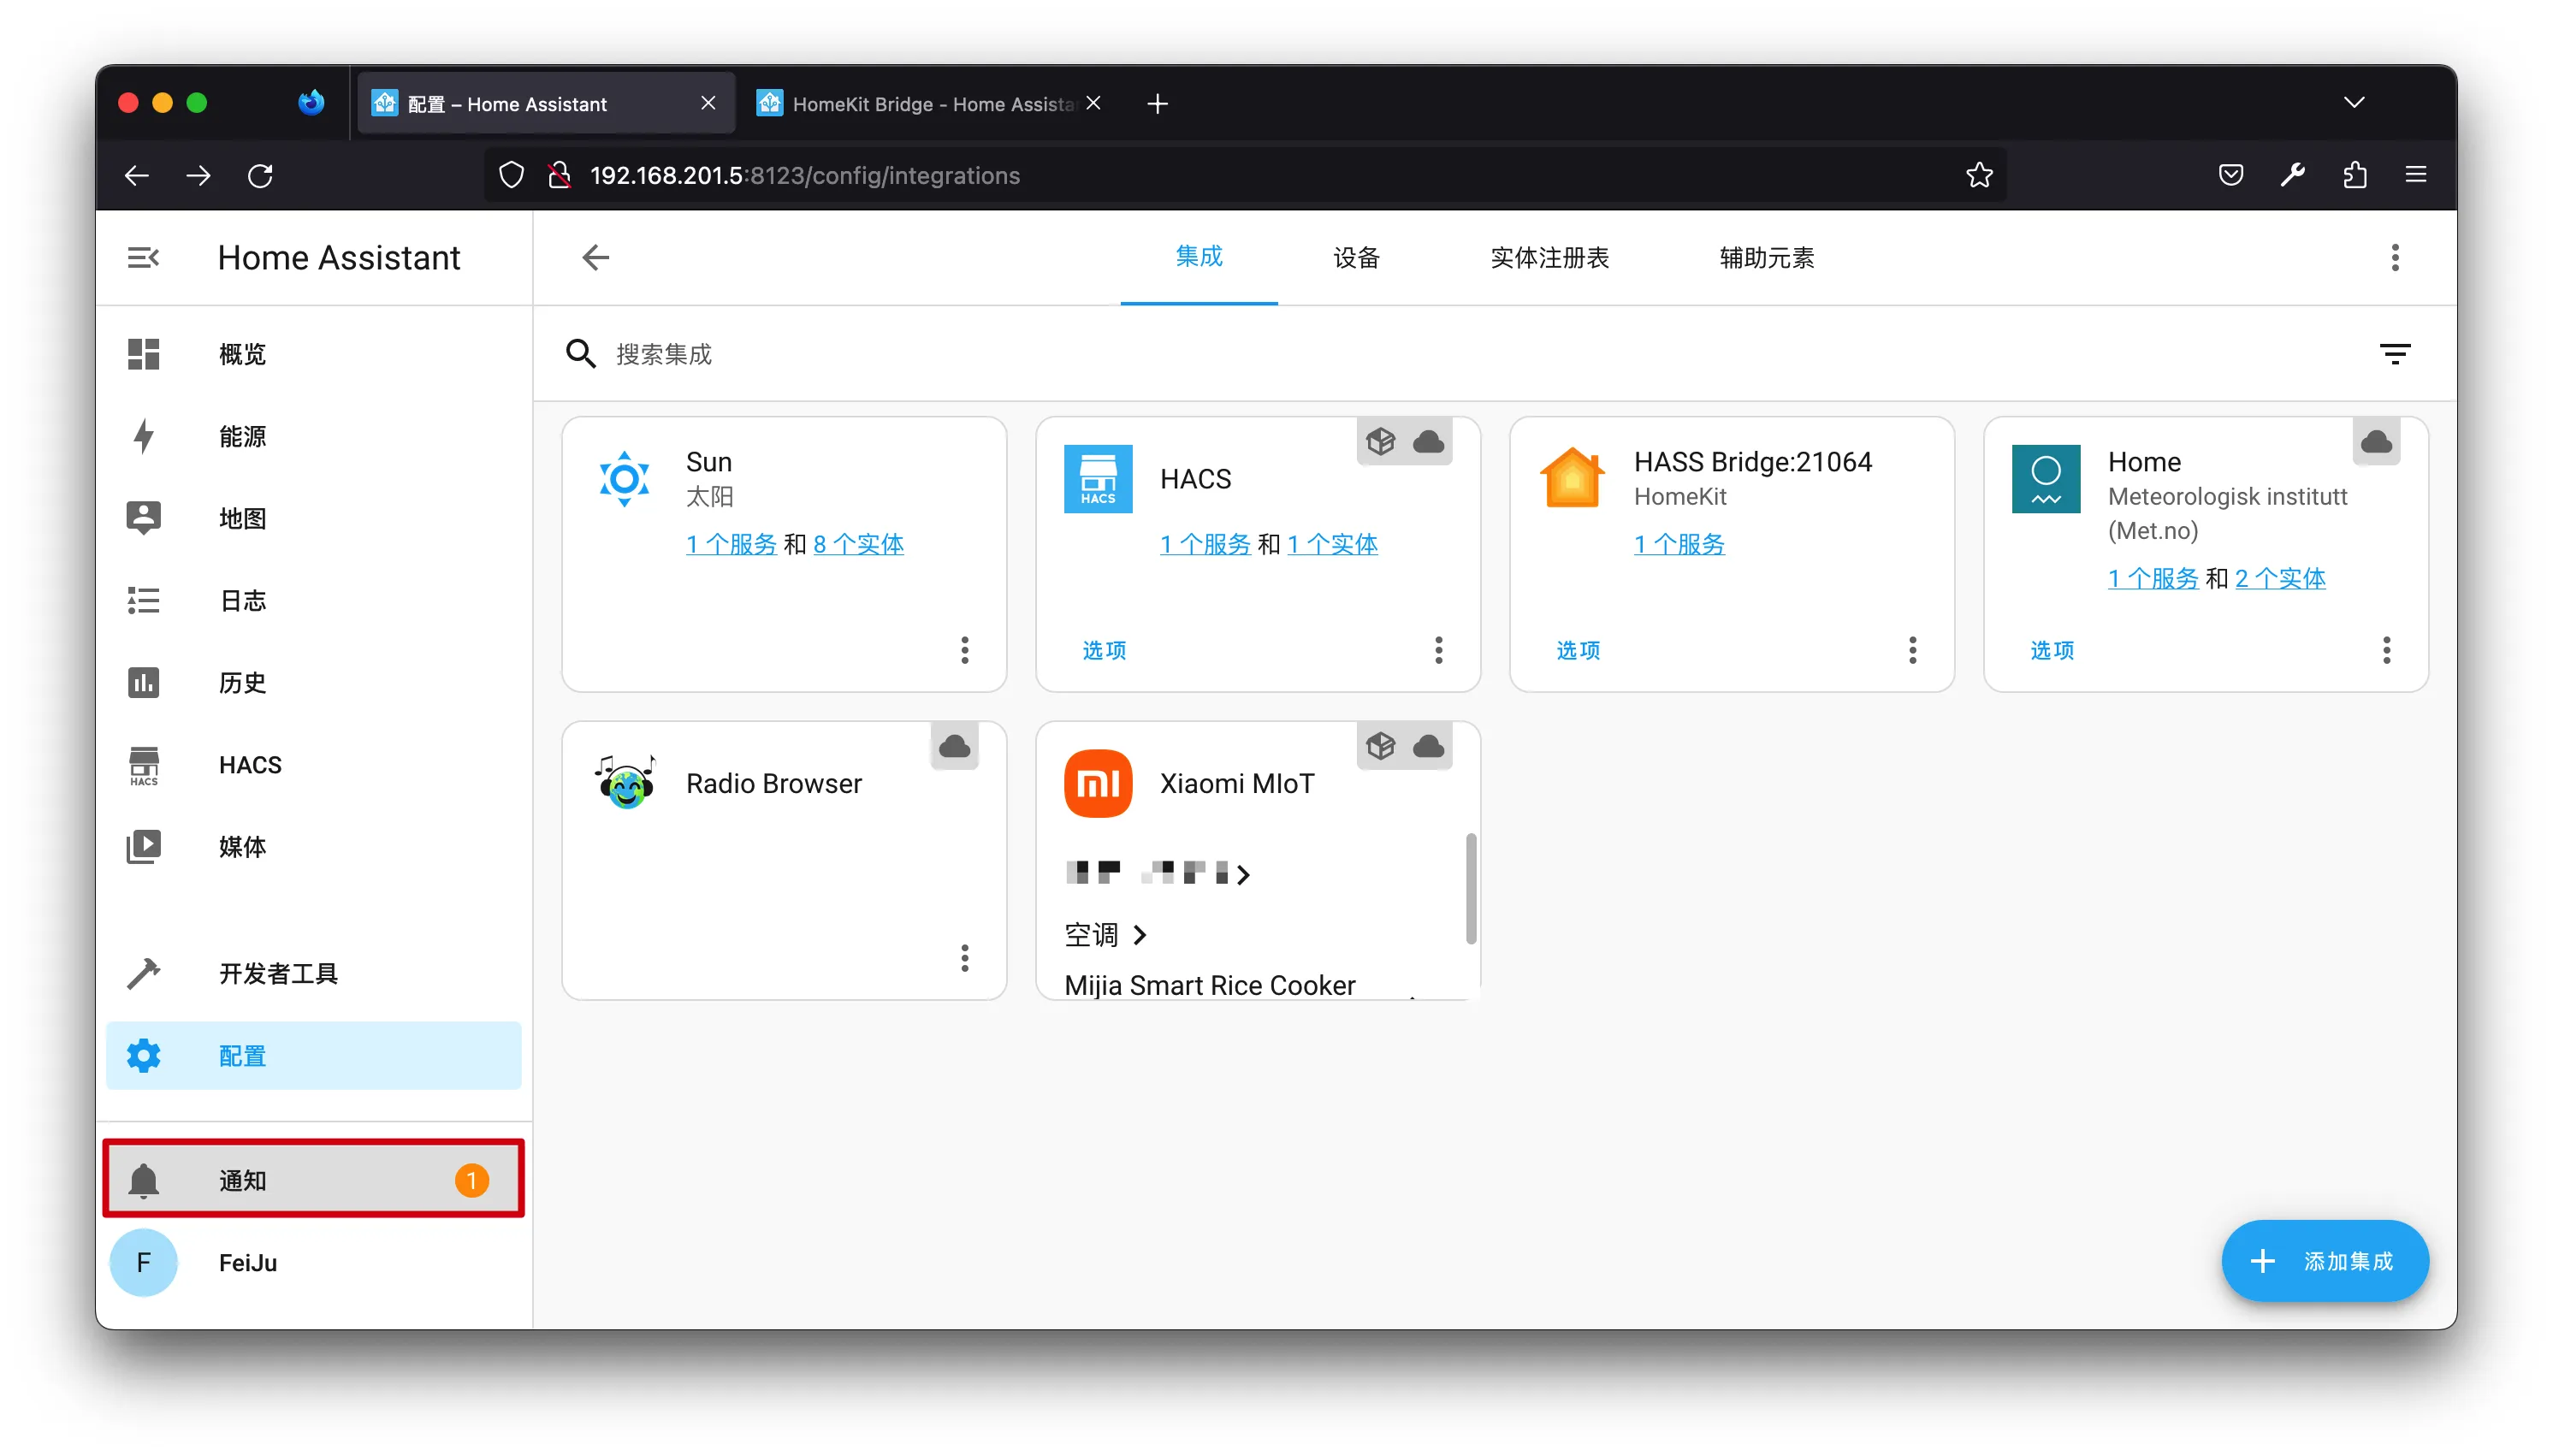 配置 – Home Assistant
HomeKit Bridge - Home Assista
192.168.201.5:8123/config/integrations
Home Assistant
集成
设备
实体注册表
辅助元素
概览
能源
地图
日志
历史
HACS
HACS
媒体
开发者工具
配置
通知
1
F
FeiJu
搜索集成
Sun
太阳
1 个服务 和 8 个实体
HACS
HACS
1 个服务 和 1 个实体
选项
HASS Bridge:21064
HomeKit
1 个服务
选项
Home
Meteorologisk institutt
(Met.no)
1 个服务 和 2 个实体
选项
Radio Browser
Xiaomi MIoT
空调
Mijia Smart Rice Cooker
添加集成